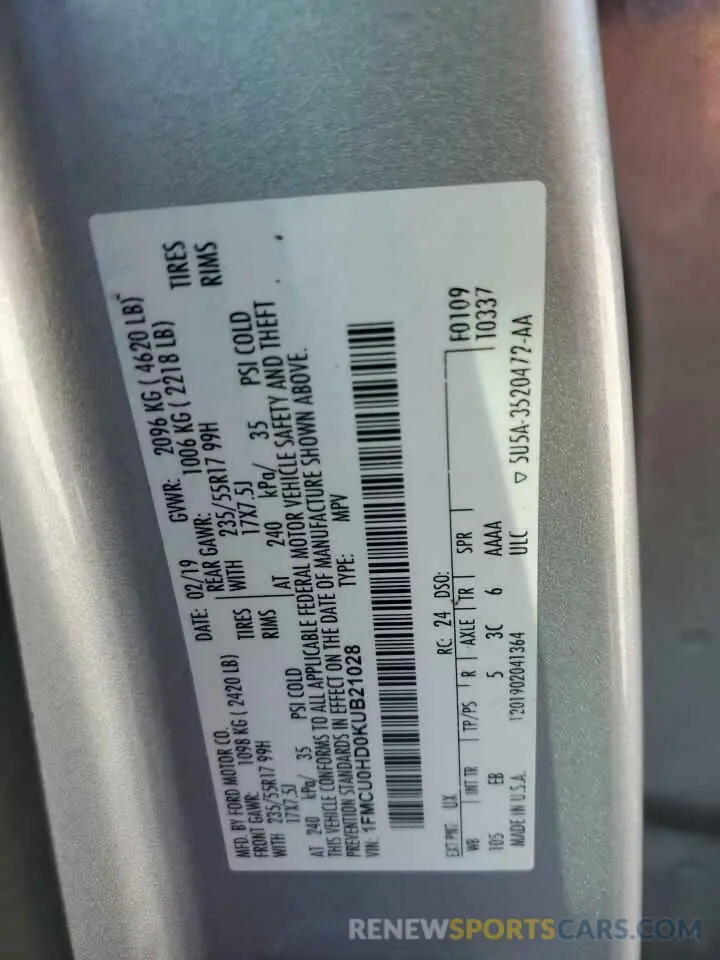 MFD. BY FORD MOTOR CO.
DATE: 02/19 GVWR: 2096 KG ( 4620 LB)
FRONT GAWR: 1098 KG ( 2420 LB) REAR GAWR: 1006 KG ( 2218 LB)
WITH 235/55R17 99H TIRES WITH 235/55R17 99H TIRES
17X7.5J RIMS 17X7.5J RIMS
AT 240 kPa/ 35 PSI COLD AT 240 kPa/ 35 PSI COLD
THIS VEHICLE CONFORMS TO ALL APPLICABLE FEDERAL MOTOR VEHICLE SAFETY AND THEFT
PREVENTION STANDARDS IN EFFECT ON THE DATE OF MANUFACTURE SHOWN ABOVE.
VIN: 1FMCU0HD0KUB21028 TYPE: MPV
F0109
T0337
EXT PNT: UX RC: 24 DSO:
WB INT TR TP/PS R AXLE TR SPR
105 EB 5 3C 6 AAAA
MADE IN U.S.A. 1201902041364 ULC ▽ SU5A-3520472-AA
RENEWSPORTSCARS.COM